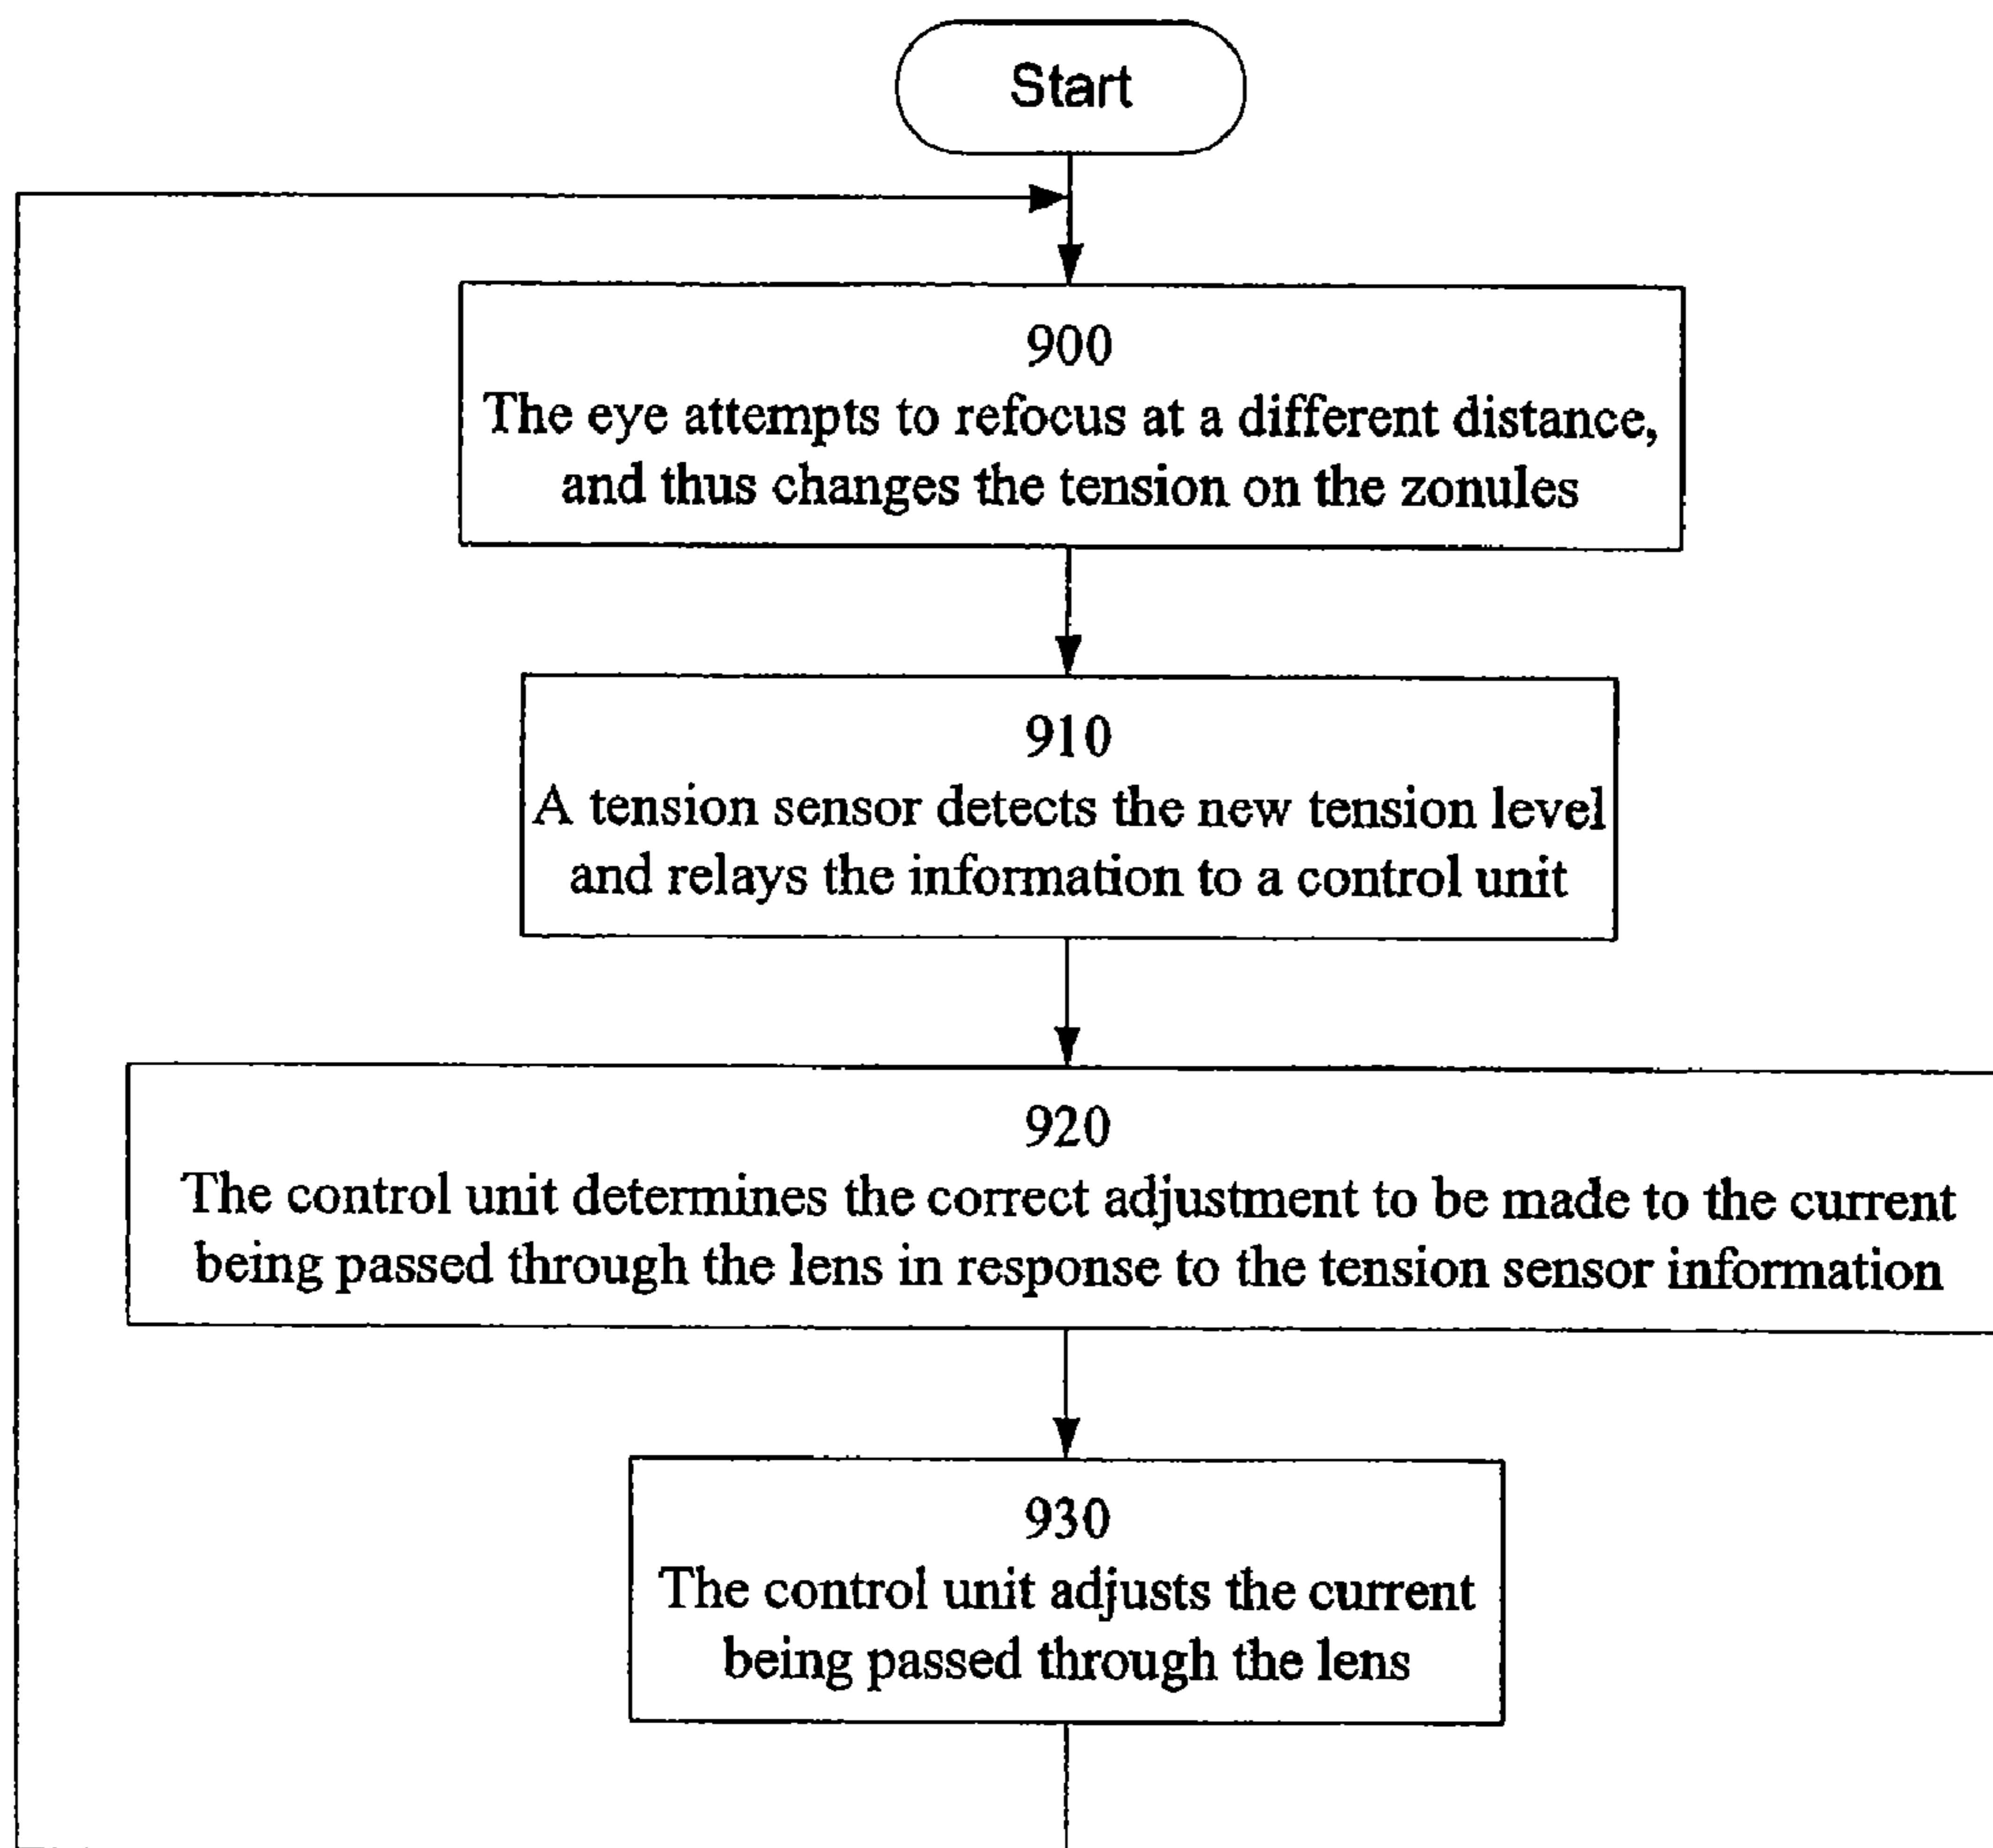 Start
900
The eye attempts to refocus at a different distance,
and thus changes the tension on the zonules
910
A tension sensor detects the new tension level
and relays the information to a control unit
920
The control unit determines the correct adjustment to be made to the current
being passed through the lens in response to the tension sensor information
930
The control unit adjusts the current
being passed through the lens